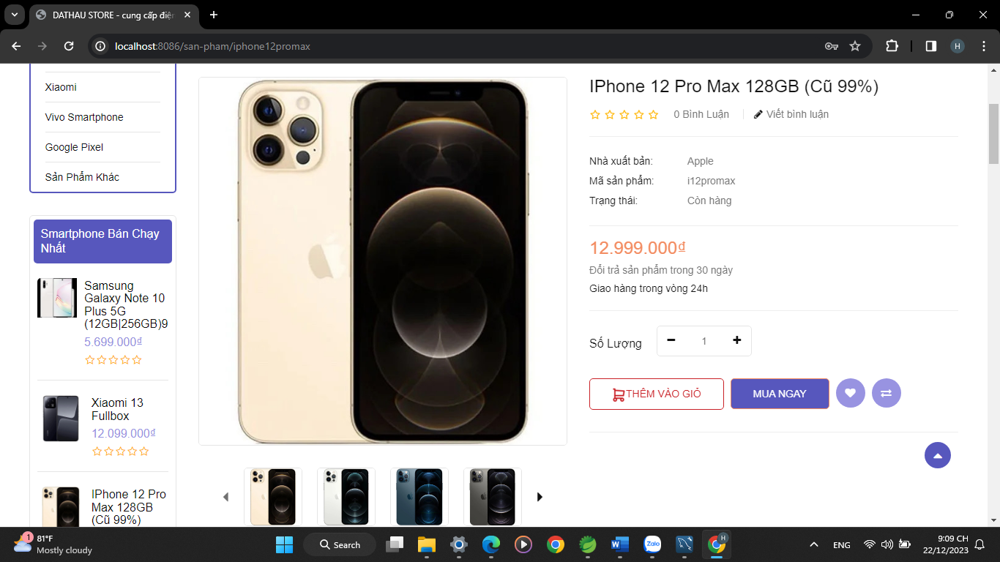 DATHAU STORE - cung cấp điện
localhost:8086/san-pham/iphone12promax
H
Xiaomi
Vivo Smartphone
Google Pixel
Sản Phẩm Khác
Smartphone Bán Chạy
Nhất
Samsung
Galaxy Note 10
Plus 5G
(12GB|256GB)9
5.699.000₫
Xiaomi 13
Fullbox
12.099.000₫
IPhone 12 Pro
Max 128GB
(Cũ 99%)
IPhone 12 Pro Max 128GB (Cũ 99%)
0 Bình Luận
Viết bình luận
Nhà xuất bản: Apple
Mã sản phẩm: i12promax
Trạng thái: Còn hàng
12.999.000₫
Đổi trả sản phẩm trong 30 ngày
Giao hàng trong vòng 24h
Số Lượng 1
THÊM VÀO GIỎ
MUA NGAY
1
81°F
Mostly cloudy
Search
W
Zalo
H
ENG
9:09 CH
22/12/2023